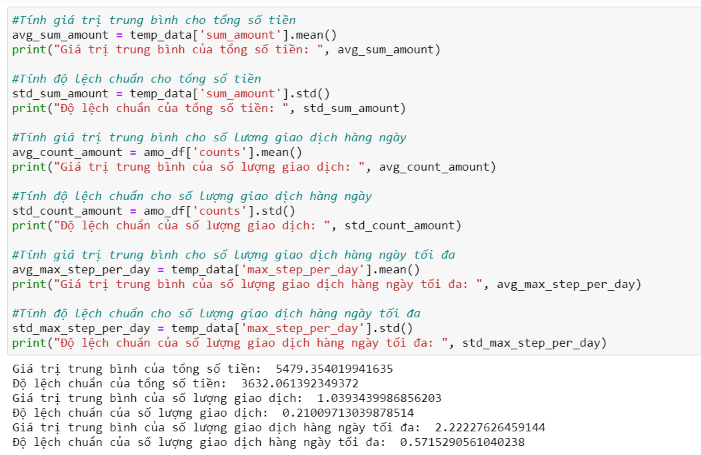 #Tính giá trị trung bình cho tổng số tiền
avg_sum_amount = temp_data['sum_amount'].mean()
print("Giá trị trung bình của tổng số tiền: ", avg_sum_amount)
#Tính độ lệch chuẩn cho tổng số tiền
std_sum_amount = temp_data['sum_amount'].std()
print("Độ lệch chuẩn của tổng số tiền: ", std_sum_amount)
#Tính giá trị trung bình cho số lượng giao dịch hàng ngày
avg_count_amount = amo_df['counts'].mean()
print("Giá trị trung bình của số lượng giao dịch: ", avg_count_amount)
#Tính độ lệch chuẩn cho số lượng giao dịch hàng ngày
std_count_amount = amo_df['counts'].std()
print("Độ lệch chuẩn của số lượng giao dịch: ", std_count_amount)
#Tính giá trị trung bình cho số lượng giao dịch hàng ngày tối đa
avg_max_step_per_day = temp_data['max_step_per_day'].mean()
print("Giá trị trung bình của số lượng giao dịch hàng ngày tối đa: ", avg_max_step_per_day)
#Tính độ lệch chuẩn cho số lượng giao dịch hàng ngày tối đa
std_max_step_per_day = temp_data['max_step_per_day'].std()
print("Độ lệch chuẩn của số lượng giao dịch hàng ngày tối đa: ", std_max_step_per_day)
Giá trị trung bình của tổng số tiền:  5479.354019941635
Độ lệch chuẩn của tổng số tiền:  3632.061392349372
Giá trị trung bình của số lượng giao dịch:  1.0393439986856203
Độ lệch chuẩn của số lượng giao dịch:  0.21009713039878514
Giá trị trung bình của số lượng giao dịch hàng ngày tối đa:  2.22227626459144
Độ lệch chuẩn của số lượng giao dịch hàng ngày tối đa:  0.5715290561040238